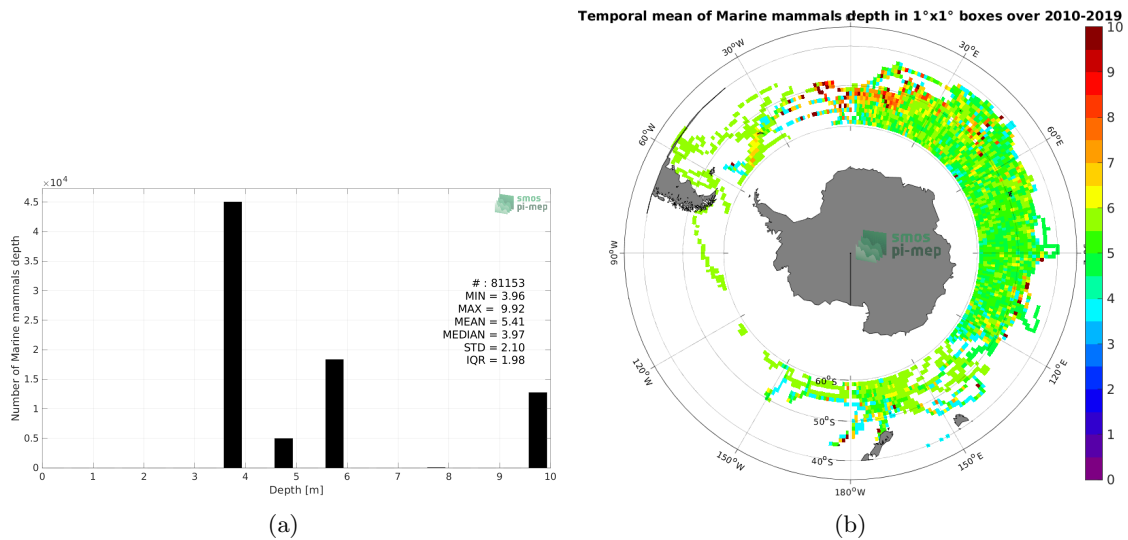 ×10⁴
4.5
4
3.5
3
2.5
2
1.5
1
0.5
0
Number of Marine mammals depth
smos
pi-mep
# : 81153
MIN = 3.96
MAX = 9.92
MEAN = 5.41
MEDIAN = 3.97
STD = 2.10
IQR = 1.98
0 1 2 3 4 5 6 7 8 9 10
Depth [m]
(a)
Temporal mean of Marine mammals depth in 1°x1° boxes over 2010-2019
30°W
30°E
60°W
60°E
90°W
120°W
120°E
150°W
150°E
180°W
60°S
50°S
40°S
smos
pi-mep
10
9
8
7
6
5
4
3
2
1
0
(b)